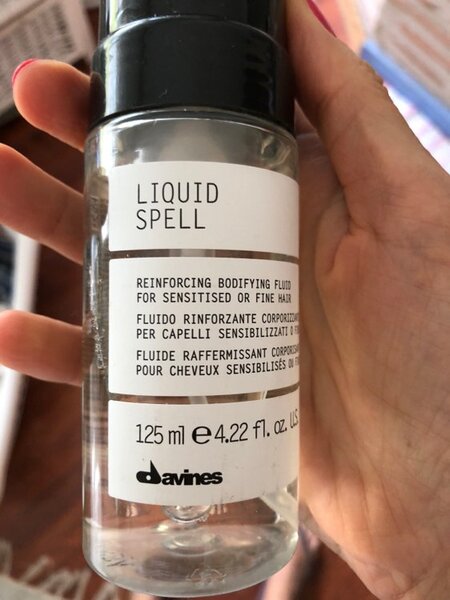 LIQUID
SPELL
REINFORCING BODIFYING FLUID
FOR SENSITISED OR FINE HAIR
FLUIDO RINFORZANTE
PER CAPELLI SENSIBILIZZATI O
FLUIDE RAFFERMISSANT
POUR CHEVEUX SENSIBILISÉS OU
125 ml e 4.22 fl. oz. U.S.
davines